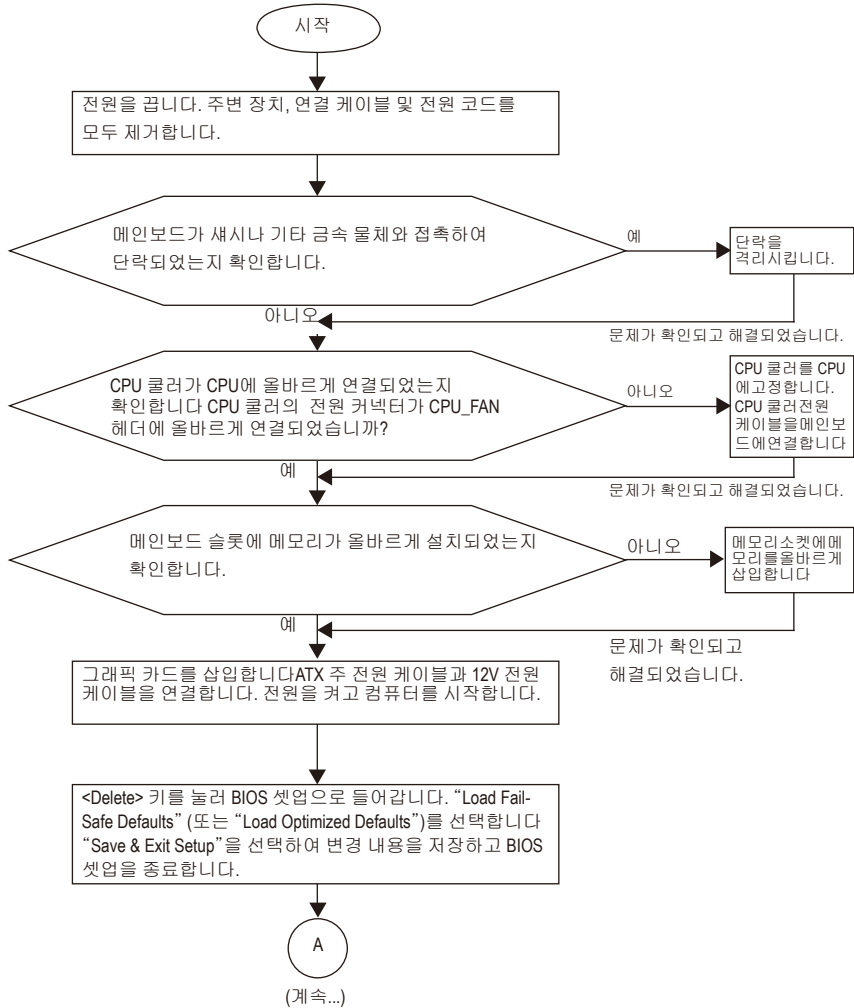 시작
전원을 끕니다. 주변 장치, 연결 케이블 및 전원 코드를
모두 제거합니다.
메인보드가 섀시나 기타 금속 물체와 접촉하여
단락되었는지 확인합니다.
예
단락을
격리시킵니다.
아니오
문제가 확인되고 해결되었습니다.
CPU 쿨러가 CPU에 올바르게 연결되었는지
확인합니다 CPU 쿨러의 전원 커넥터가 CPU_FAN
헤더에 올바르게 연결되었습니까?
아니오
CPU 쿨러를 CPU
에고정합니다.
CPU 쿨러전원
케이블을메인보
드에연결합니다
예
문제가 확인되고 해결되었습니다.
메인보드 슬롯에 메모리가 올바르게 설치되었는지
확인합니다.
아니오
메모리소켓에메
모리를올바르게
삽입합니다
예
문제가 확인되고
해결되었습니다.
그래픽 카드를 삽입합니다ATX 주 전원 케이블과 12V 전원
케이블을 연결합니다. 전원을 켜고 컴퓨터를 시작합니다.
<Delete> 키를 눌러 BIOS 셋업으로 들어갑니다. “Load Fail-
Safe Defaults” (또는 “Load Optimized Defaults”)를 선택합니다
“Save & Exit Setup”을 선택하여 변경 내용을 저장하고 BIOS
셋업을 종료합니다.
A
(계속...)